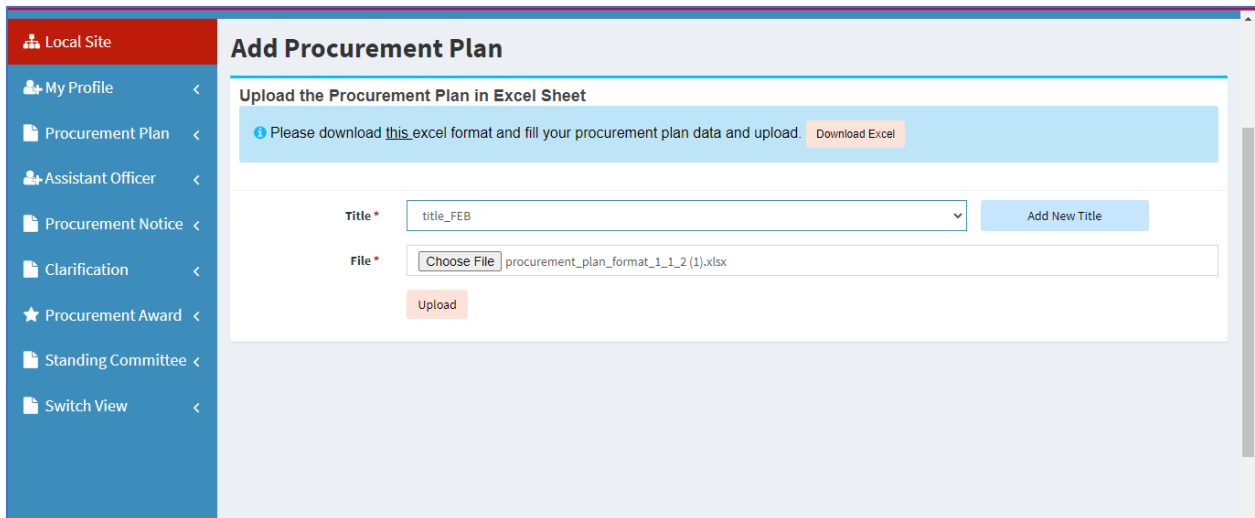 Local Site
My Profile
Procurement Plan
Assistant Officer
Procurement Notice
Clarification
Procurement Award
Standing Committee
Switch View
Add Procurement Plan
Upload the Procurement Plan in Excel Sheet
Please download this excel format and fill your procurement plan data and upload. Download Excel
Title * title_FEB Add New Title
File * Choose File procurement_plan_format_1_1_2 (1).xlsx
Upload